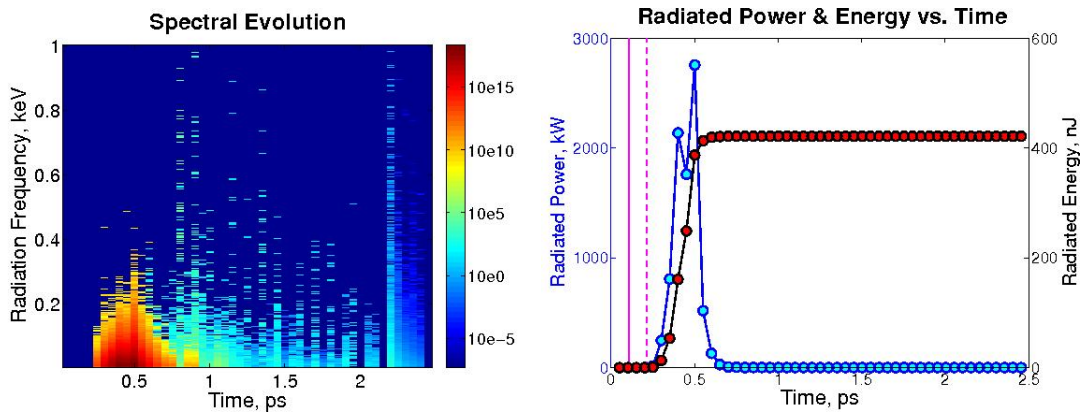 Spectral Evolution
Radiation Frequency, keV
1
0.8
0.6
0.4
0.2
0.5
1
1.5
2
Time, ps
10e15
10e10
10e5
10e0
10e-5
Radiated Power & Energy vs. Time
Radiated Power, kW
3000
2000
1000
0
0
0.5
1
1.5
2
2.5
Time, ps
600
400
200
0
Radiated Energy, nJ